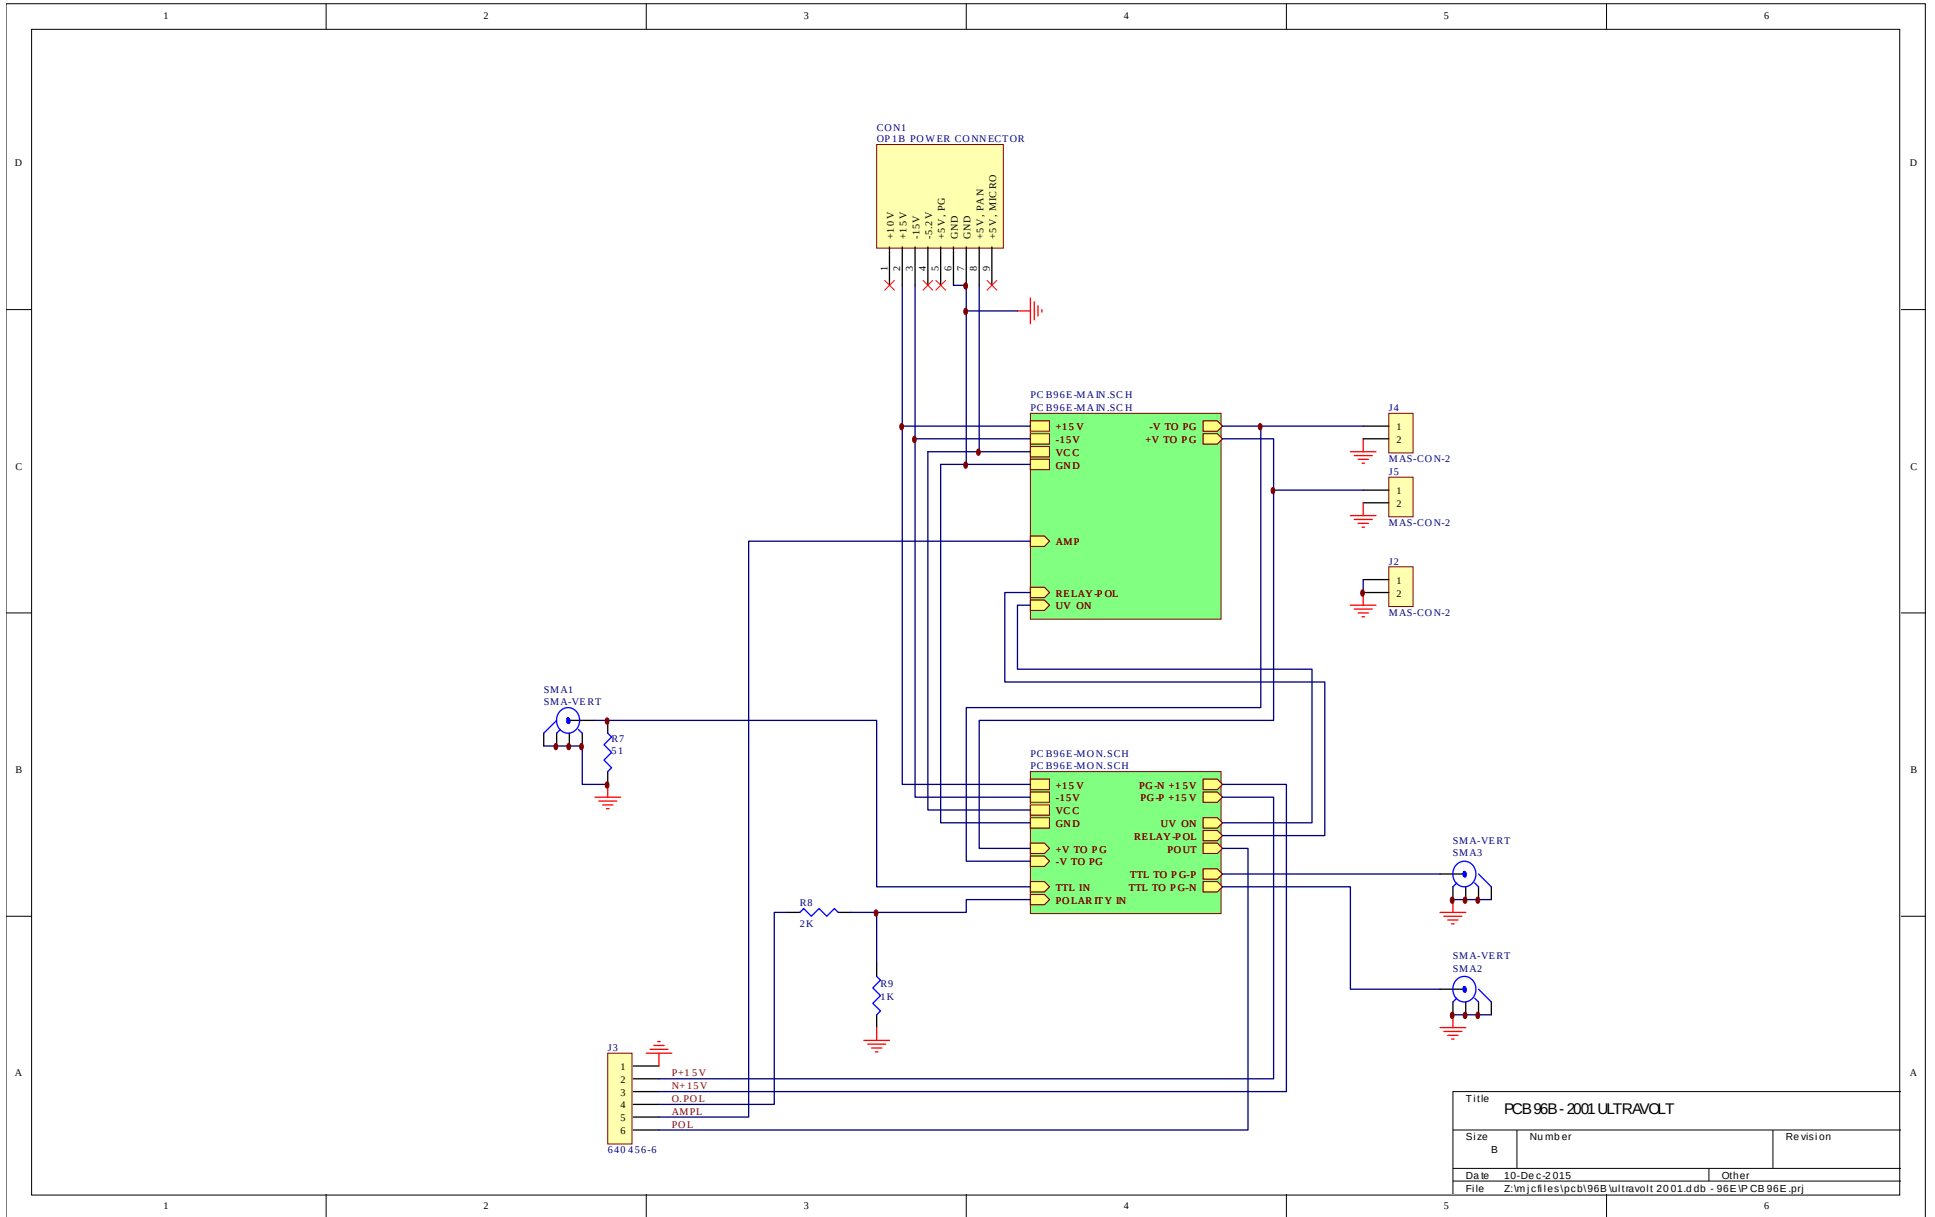 1 2 3 4 5 6
D D
CON1
OP1B POWER CONNECTOR
+10V
+15V
-15V
-5.2V
+5V, PG
GND
GND
+5V, PAN
+5V, MICRO
1 2 3 4 5 6 7 8 9
PCB96E-MAIN.SCH
PCB96E-MAIN.SCH
+15V
-15V
VCC
GND
AMP
RELAY-POL
UV ON
-V TO PG
+V TO PG
J4
1
2
MAS-CON-2
C C
J5
1
2
MAS-CON-2
J2
1
2
MAS-CON-2
SMA1
SMA-VERT
R7
51
B B
PCB96E-MON.SCH
PCB96E-MON.SCH
+15V
-15V
VCC
GND
+V TO PG
-V TO PG
TTL IN
POLARITY IN
PG-N +15V
PG-P +15V
UV ON
RELAY-POL
POUT
TTL TO PG-P
TTL TO PG-N
SMA-VERT
SMA3
R8
2K
R9
1K
SMA-VERT
SMA2
A A
J3
1
2 P+15V
3 N+15V
4 O.POL
5 AMPL
6 POL
640456-6
Title PCB 96B - 2001 ULTRAVOLT
Size Number Revision
B
Date 10-Dec-2015 Other
File Z:\mjcfiles\pcb\96B\ultravolt 2001.ddb - 96E\PCB96E.prj
1 2 3 4 5 6